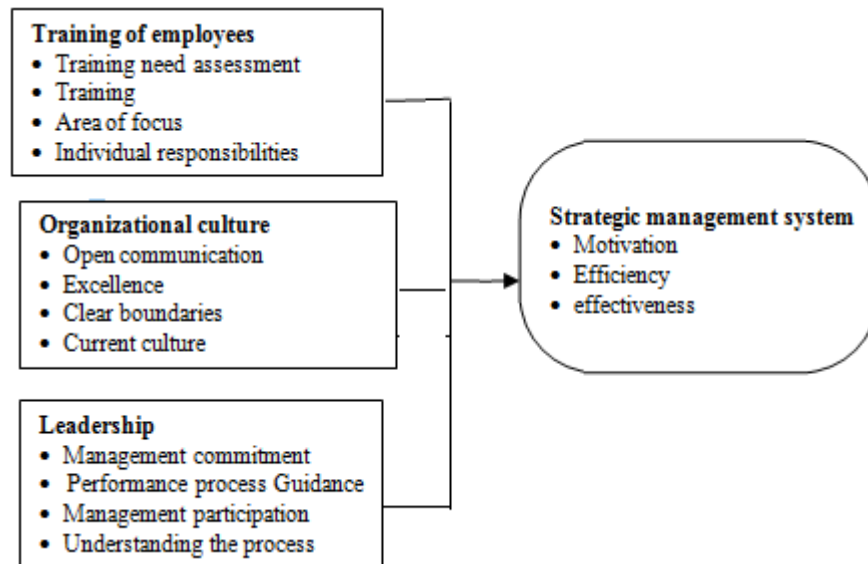 Training of employees
• Training need assessment
• Training
• Area of focus
• Individual responsibilities
Organizational culture
• Open communication
• Excellence
• Clear boundaries
• Current culture
Leadership
• Management commitment
• Performance process Guidance
• Management participation
• Understanding the process
Strategic management system
• Motivation
• Efficiency
• effectiveness